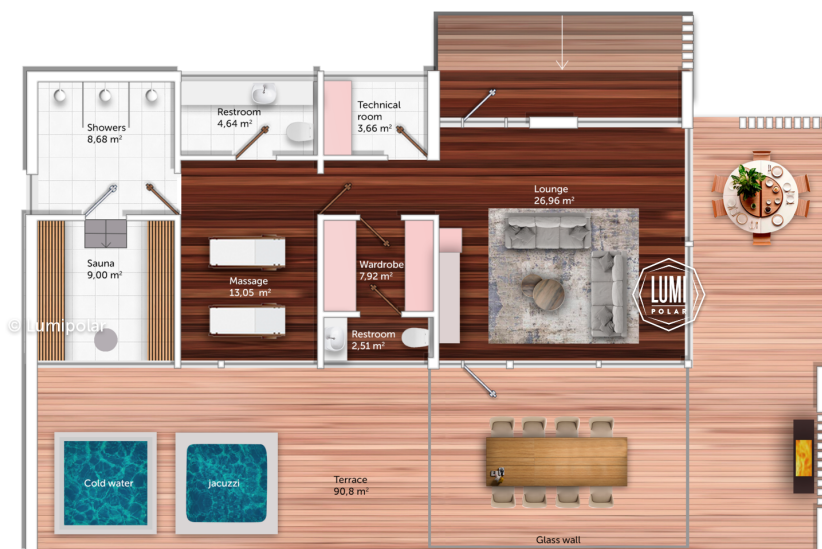 Restroom
4,64 m²
Technical
room
3,66 m²
Showers
8,68 m²
Lounge
26,96 m²
Sauna
9,00 m²
Massage
13,05 m²
Wardrobe
7,92 m²
LUMI
POLAR
© Lumipolar
Restroom
2,51 m²
Cold water
jacuzzi
Terrace
90,8 m²
Glass wall